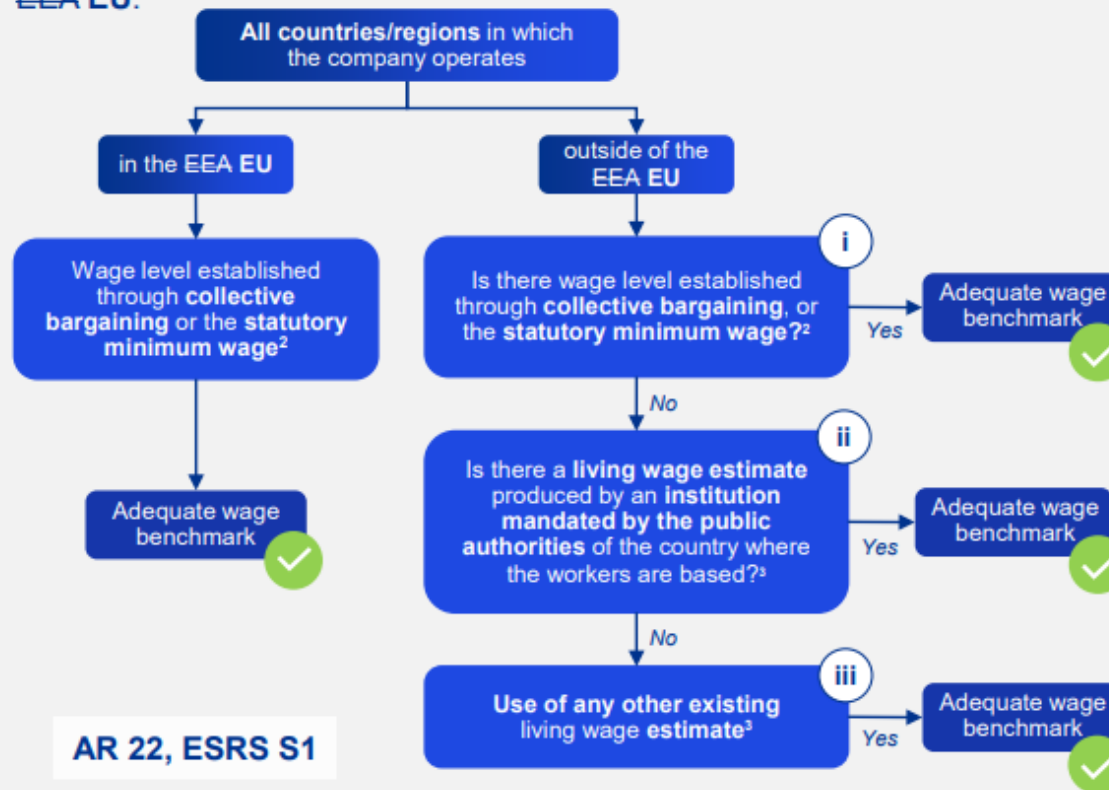 EEA EU.
All countries/regions in which
the company operates
in the EEA EU
outside of the
EEA EU
Wage level established
through collective
bargaining or the statutory
minimum wage²
Adequate wage
benchmark
i
Is there wage level established
through collective bargaining, or
the statutory minimum wage?²
Yes
Adequate wage
benchmark
No
ii
Is there a living wage estimate
produced by an institution
mandated by the public
authorities of the country where
the workers are based?³
Yes
Adequate wage
benchmark
No
iii
Use of any other existing
living wage estimate³
Yes
Adequate wage
benchmark
AR 22, ESRS S1